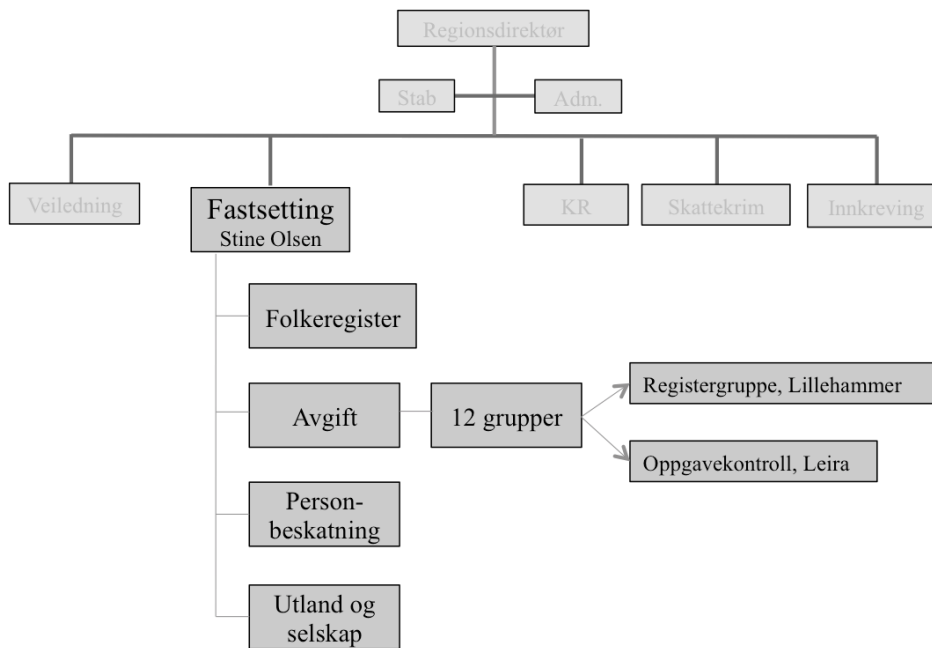 Regionsdirektør
Stab
Adm.
Veiledning
Fastsetting
Stine Olsen
KR
Skattekrim
Innkreving
Folkeregister
Avgift
12 grupper
Registergruppe, Lillehammer
Oppgavekontroll, Leira
Person-
beskatning
Utland og
selskap